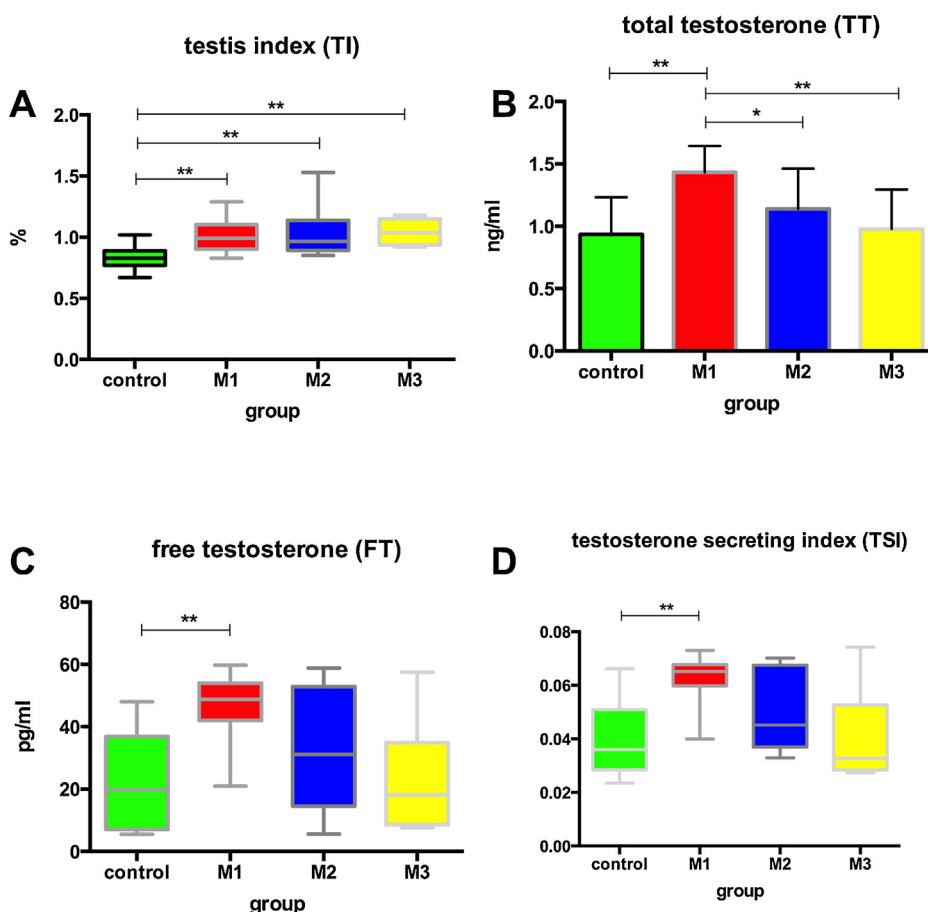 testis index (TI)
A
%
2.0
1.5
1.0
0.5
0.0
**
**
**
control M1 M2 M3
group
total testosterone (TT)
B
ng/ml
2.0
1.5
1.0
0.5
0.0
**
**
*
control M1 M2 M3
group
free testosterone (FT)
C
pg/ml
80
60
40
20
0
**
control M1 M2 M3
group
testosterone secreting index (TSI)
D
0.08
0.06
0.04
0.02
0.00
**
control M1 M2 M3
group